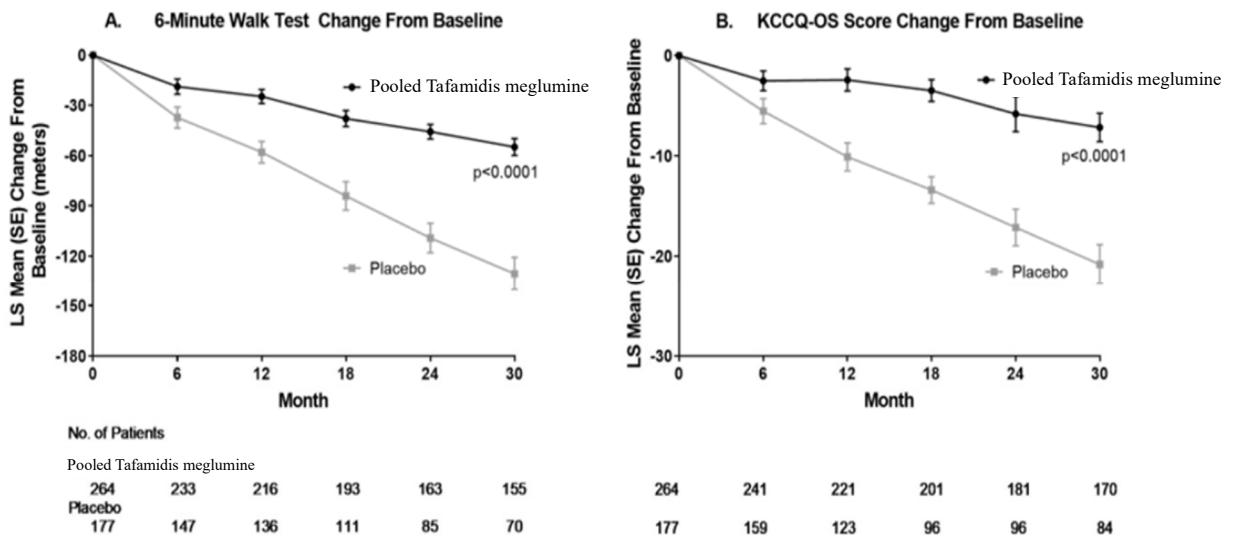 A. 6-Minute Walk Test Change From Baseline
LS Mean (SE) Change From
Baseline (meters)
0
-30
-60
-90
-120
-150
-180
Pooled Tafamidis meglumine
p<0.0001
Placebo
0 6 12 18 24 30
Month
B. KCCQ-OS Score Change From Baseline
LS Mean (SE) Change From Baseline
0
-10
-20
-30
Pooled Tafamidis meglumine
p<0.0001
Placebo
0 6 12 18 24 30
Month
No. of Patients
Pooled Tafamidis meglumine
264 233 216 193 163 155
264 241 221 201 181 170
Placebo
177 147 136 111 85 70
177 159 123 96 96 84